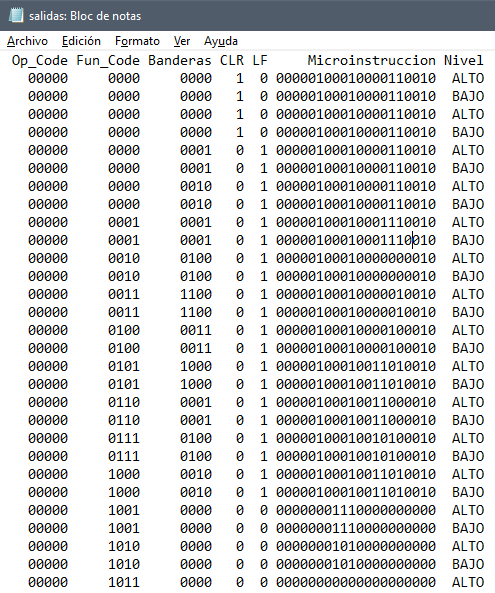 salidas: Bloc de notas
Archivo Edición Formato Ver Ayuda
Op_Code Fun_Code Banderas CLR LF Microinstruccion Nivel
00000 0000 0000 1 0 00000100010000110010 ALTO
00000 0000 0000 1 0 00000100010000110010 BAJO
00000 0000 0000 1 0 00000100010000110010 ALTO
00000 0000 0000 1 0 00000100010000110010 BAJO
00000 0000 0001 0 1 00000100010000110010 ALTO
00000 0000 0001 0 1 00000100010000110010 BAJO
00000 0000 0010 0 1 00000100010000110010 ALTO
00000 0000 0010 0 1 00000100010000110010 BAJO
00000 0001 0001 0 1 00000100010001110010 ALTO
00000 0001 0001 0 1 00000100010001110010 BAJO
00000 0010 0100 0 1 00000100010000000010 ALTO
00000 0010 0100 0 1 00000100010000000010 BAJO
00000 0011 1100 0 1 00000100010000010010 ALTO
00000 0011 1100 0 1 00000100010000010010 BAJO
00000 0100 0011 0 1 00000100010000100010 ALTO
00000 0100 0011 0 1 00000100010000100010 BAJO
00000 0101 1000 0 1 00000100010011010010 ALTO
00000 0101 1000 0 1 00000100010011010010 BAJO
00000 0110 0001 0 1 00000100010011000010 ALTO
00000 0110 0001 0 1 00000100010011000010 BAJO
00000 0111 0100 0 1 00000100010010100010 ALTO
00000 0111 0100 0 1 00000100010010100010 BAJO
00000 1000 0010 0 1 00000100010011010010 ALTO
00000 1000 0010 0 1 00000100010011010010 BAJO
00000 1001 0000 0 0 00000001110000000000 ALTO
00000 1001 0000 0 0 00000001110000000000 BAJO
00000 1010 0000 0 0 00000001010000000000 ALTO
00000 1010 0000 0 0 00000001010000000000 BAJO
00000 1011 0000 0 0 00000000000000000000 ALTO